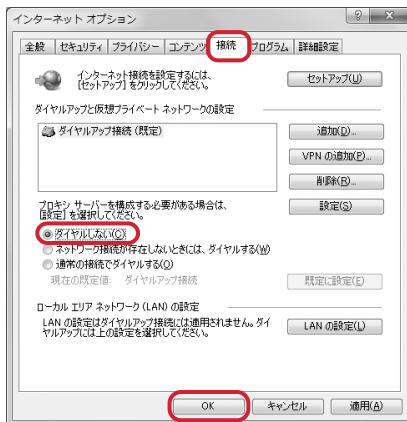 インターネット オプション
全般 セキュリティ プライバシー コンテンツ 接続 プログラム 詳細設定
インターネット接続を設定するには、
[セットアップ] をクリックしてください。
セットアップ(U)
ダイヤルアップと仮想プライベート ネットワークの設定
ダイヤルアップ接続 (既定)
追加(D)...
VPN の追加(P)...
削除(R)...
プロキシ サーバーを構成する必要がある場合は、
[設定] を選択してください。
設定(S)
ダイヤルしない(C)
ネットワーク接続が存在しないときには、ダイヤルする(W)
通常の接続でダイヤルする(O)
現在の既定値: ダイヤルアップ接続
既定に設定(E)
ローカル エリア ネットワーク (LAN) の設定
LAN の設定はダイヤルアップ接続には適用されません。ダイ
ヤルアップには上の設定を選択してください。
LAN の設定(L)
OK キャンセル 適用(A)